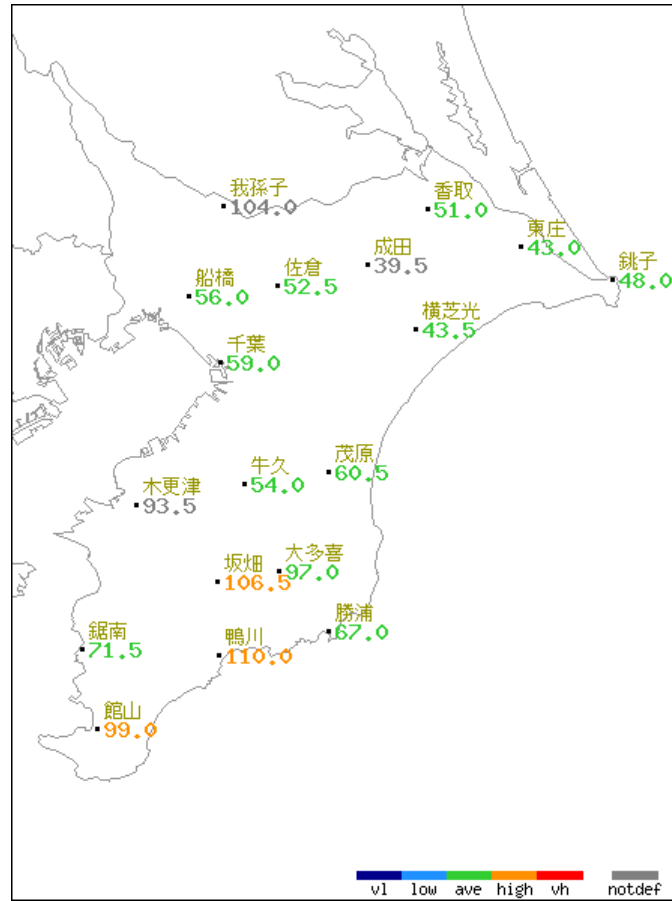 我孫子
104.0
香取
51.0
東庄
43.0
成田
39.5
銚子
48.0
佐倉
52.5
船橋
56.0
横芝光
43.5
千葉
59.0
茂原
60.5
牛久
54.0
木更津
93.5
大多喜
97.0
坂畑
106.5
勝浦
67.0
鋸南
71.5
鴨川
110.0
館山
99.0
vl low ave high vh notdef